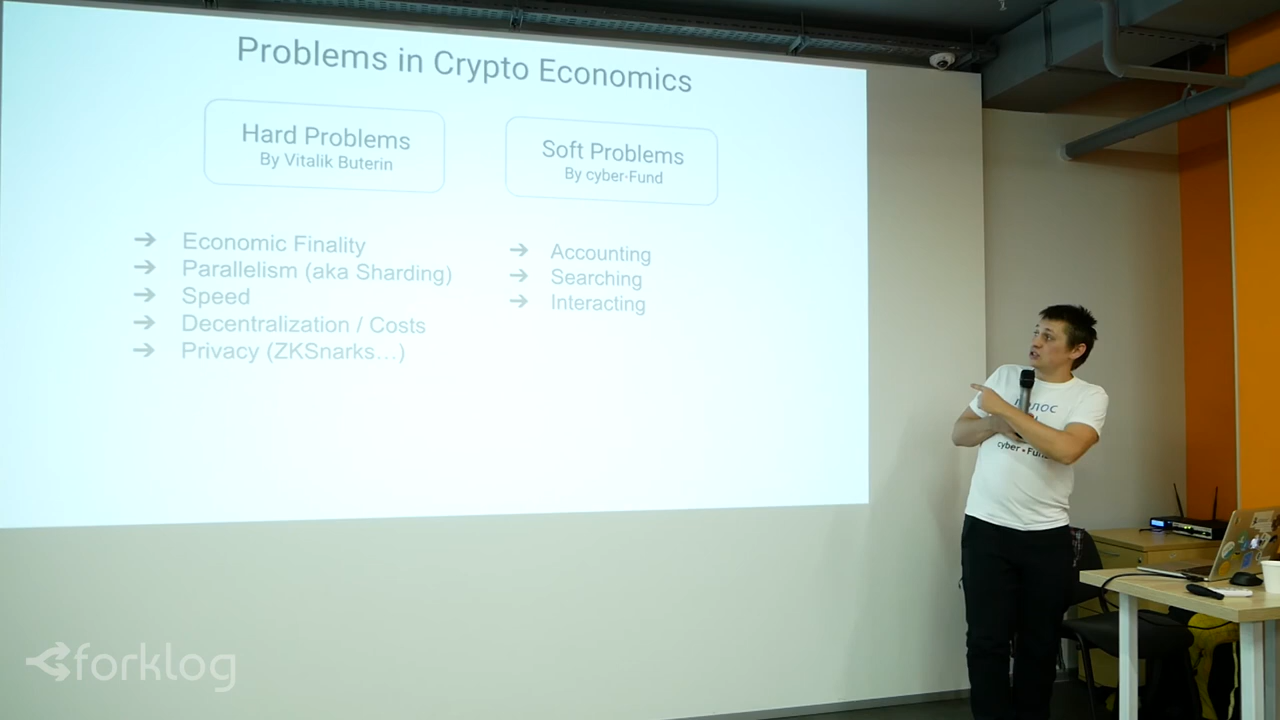 Problems in Crypto Economics
Hard Problems
By Vitalik Buterin
➔ Economic Finality
➔ Parallelism (aka Sharding)
➔ Speed
➔ Decentralization / Costs
➔ Privacy (ZKSnarks…)
Soft Problems
By cyber•Fund
➔ Accounting
➔ Searching
➔ Interacting
cyber • Fund
forklog